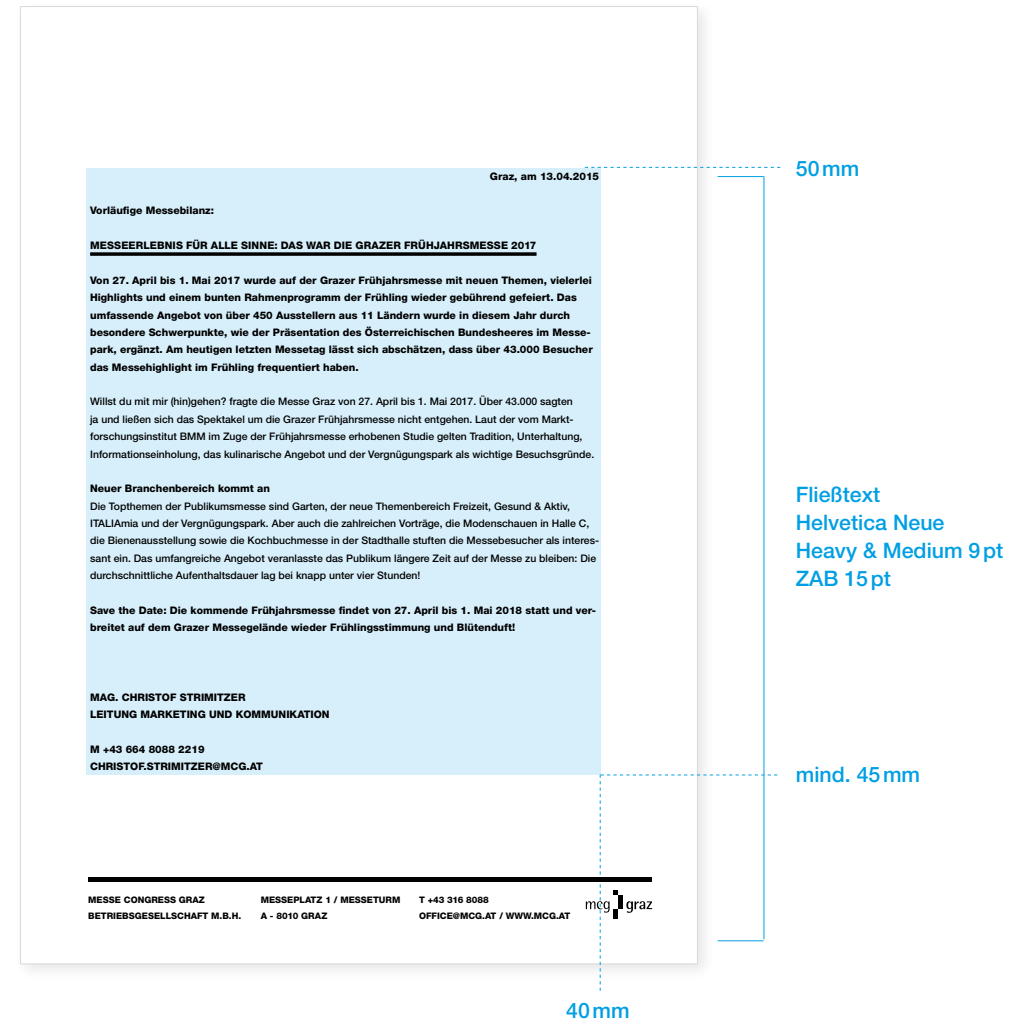 50 mm
Graz, am 13.04.2015
Vorläufige Messebilanz:
MESSEERLEBNIS FÜR ALLE SINNE: DAS WAR DIE GRAZER FRÜHJAHRSMESSE 2017
Von 27. April bis 1. Mai 2017 wurde auf der Grazer Frühjahrsmesse mit neuen Themen, vielerlei
Highlights und einem bunten Rahmenprogramm der Frühling wieder gebührend gefeiert. Das
umfassende Angebot von über 450 Ausstellern aus 11 Ländern wurde in diesem Jahr durch
besondere Schwerpunkte, wie der Präsentation des Österreichischen Bundesheeres im Messe-
park, ergänzt. Am heutigen letzten Messetag lässt sich abschätzen, dass über 43.000 Besucher
das Messehighlight im Frühling frequentiert haben.
Willst du mit mir (hin)gehen? fragte die Messe Graz von 27. April bis 1. Mai 2017. Über 43.000 sagten
ja und ließen sich das Spektakel um die Grazer Frühjahrsmesse nicht entgehen. Laut der vom Markt-
forschungsinstitut BMM im Zuge der Frühjahrsmesse erhobenen Studie gelten Tradition, Unterhaltung,
Informationseinholung, das kulinarische Angebot und der Vergnügungspark als wichtige Besuchsgründe.
Neuer Branchenbereich kommt an
Die Topthemen der Publikumsmesse sind Garten, der neue Themenbereich Freizeit, Gesund & Aktiv,
ITALIAmia und der Vergnügungspark. Aber auch die zahlreichen Vorträge, die Modenschauen in Halle C,
die Bienenausstellung sowie die Kochbuchmesse in der Stadthalle stuften die Messebesucher als interes-
sant ein. Das umfangreiche Angebot veranlasste das Publikum längere Zeit auf der Messe zu bleiben: Die
durchschnittliche Aufenthaltsdauer lag bei knapp unter vier Stunden!
Save the Date: Die kommende Frühjahrsmesse findet von 27. April bis 1. Mai 2018 statt und ver-
breitet auf dem Grazer Messegelände wieder Frühlingsstimmung und Blütenduft!
MAG. CHRISTOF STRIMITZER
LEITUNG MARKETING UND KOMMUNIKATION
M +43 664 8088 2219
CHRISTOF.STRIMITZER@MCG.AT
Fließtext
Helvetica Neue
Heavy & Medium 9 pt
ZAB 15 pt
mind. 45 mm
MESSE CONGRESS GRAZ
BETRIEBSGESELLSCHAFT M.B.H.
MESSEPLATZ 1 / MESSETURM
A - 8010 GRAZ
T +43 316 8088
OFFICE@MCG.AT / WWW.MCG.AT
mcg graz
40 mm